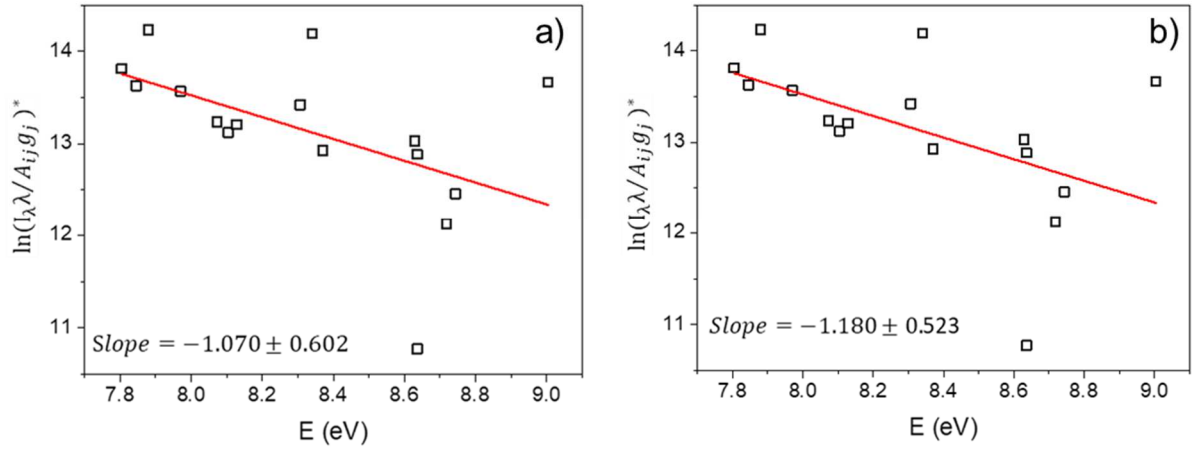 a)
14
13
12
11
ln(I_λ λ/A_ij g_j)*
Slope = −1.070 ± 0.602
7.8 8.0 8.2 8.4 8.6 8.8 9.0
E (eV)
b)
14
13
12
11
ln(I_λ λ/A_ij g_j)*
Slope = −1.180 ± 0.523
7.8 8.0 8.2 8.4 8.6 8.8 9.0
E (eV)